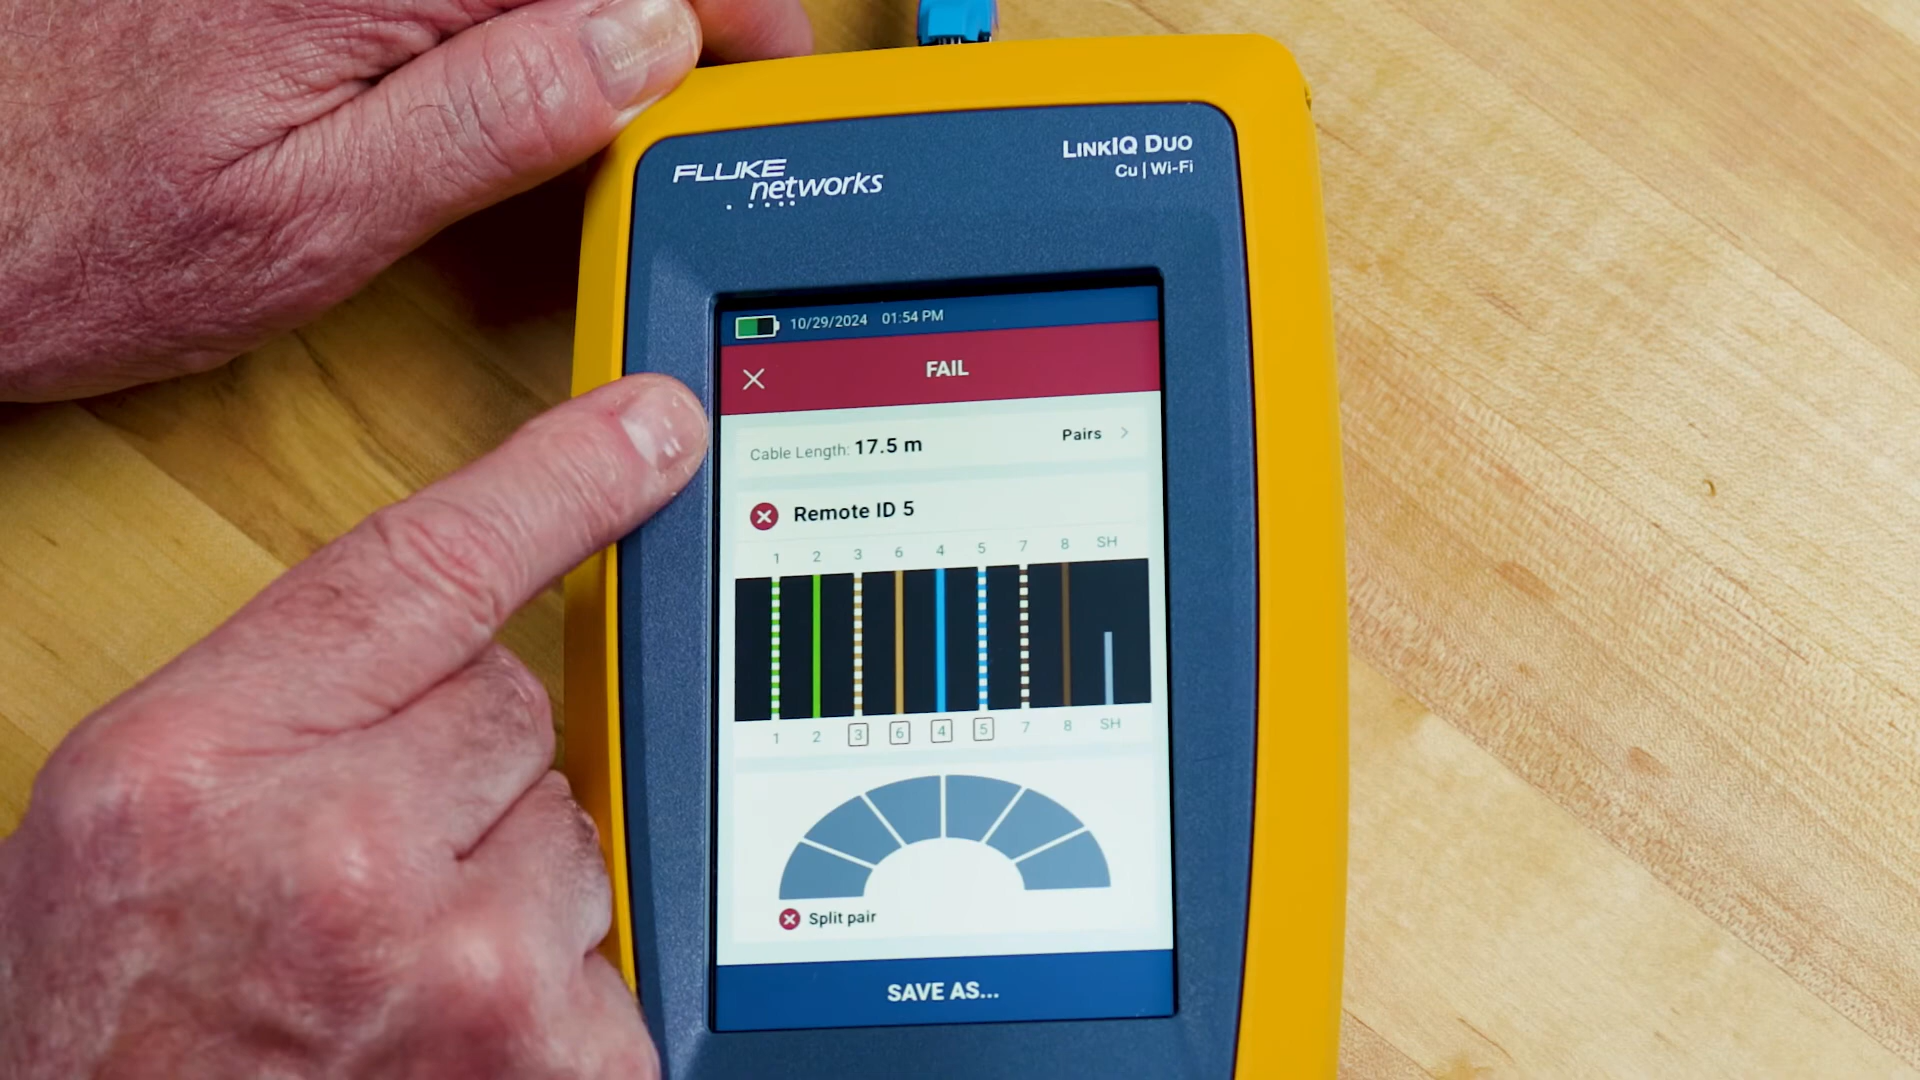 FLUKE
networks
LINKIQ DUO
Cu | Wi-Fi
10/29/2024 01:54 PM
FAIL
Cable Length: 17.5 m Pairs
Remote ID 5
1 2 3 6 4 5 7 8 SH
1 2 3 6 4 5 7 8 SH
Split pair
SAVE AS...